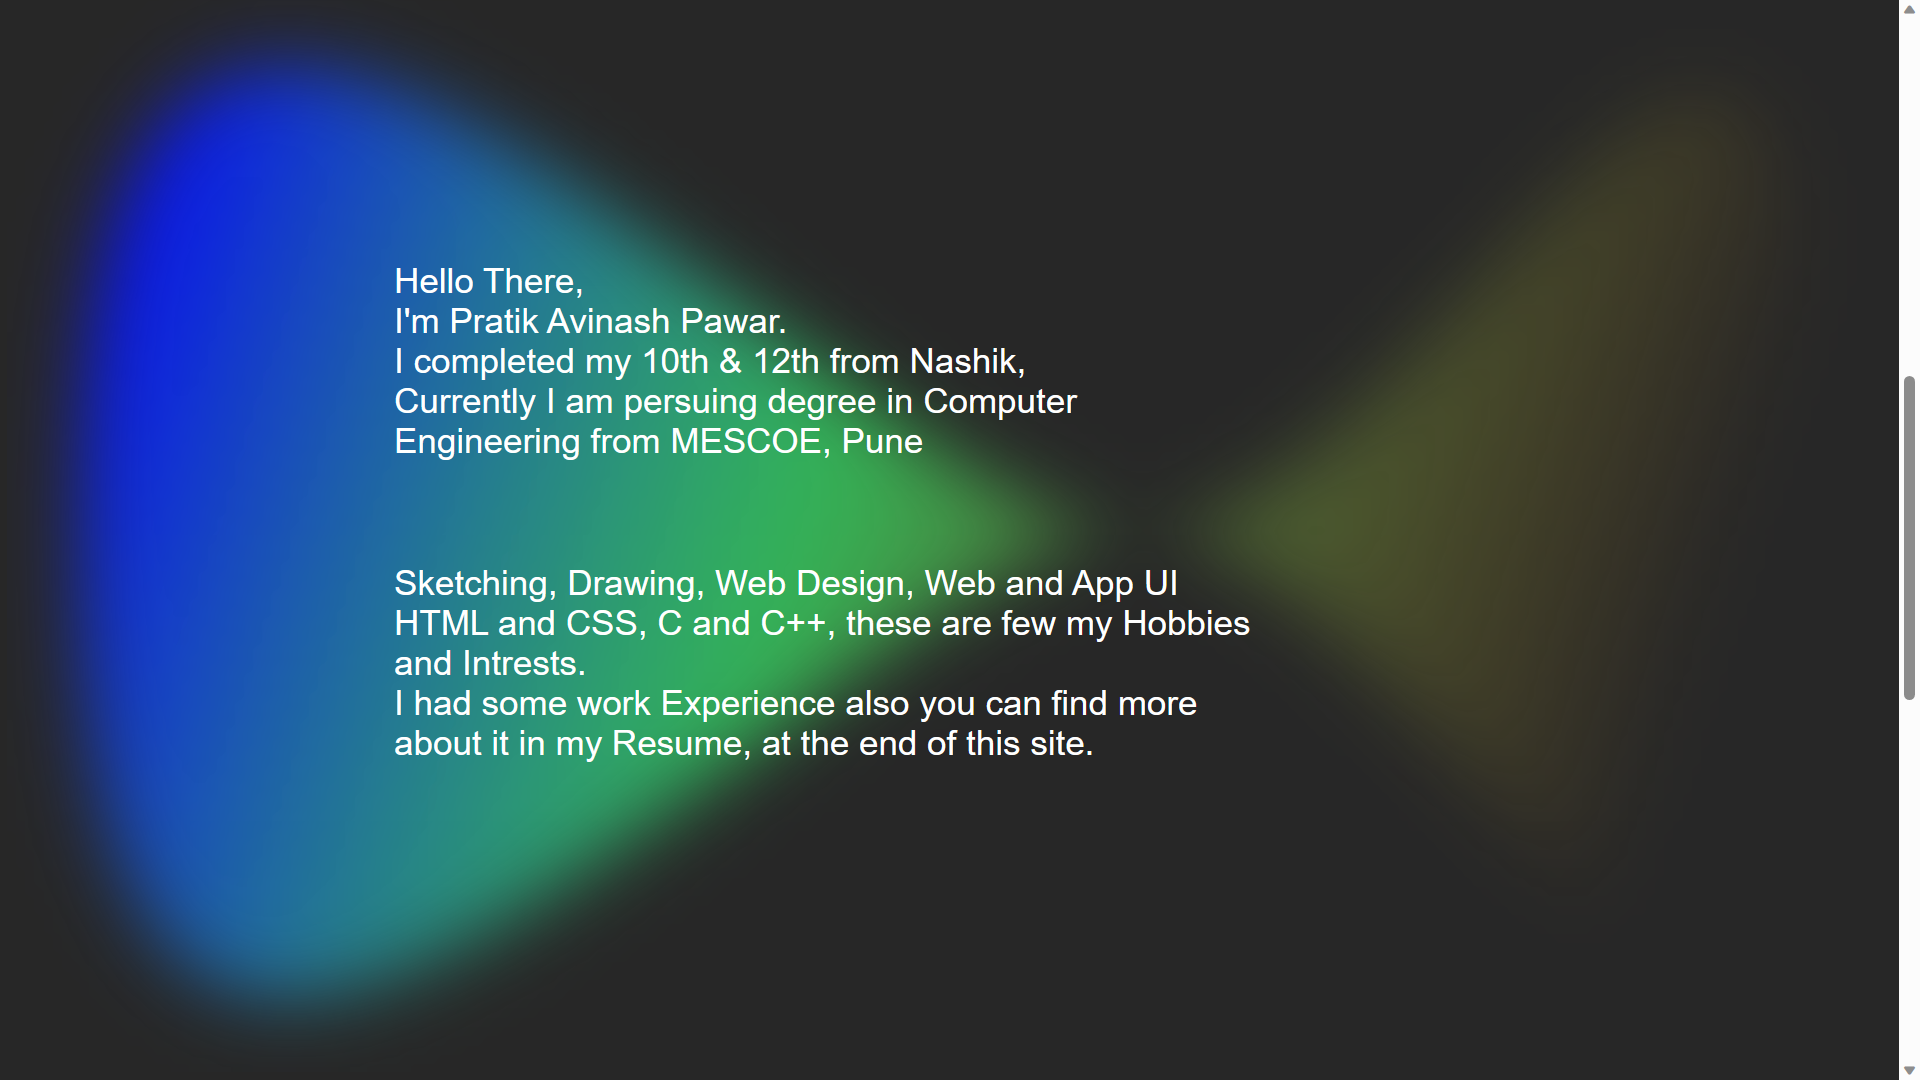 Hello There,
I'm Pratik Avinash Pawar.
I completed my 10th & 12th from Nashik,
Currently I am persuing degree in Computer
Engineering from MESCOE, Pune
Sketching, Drawing, Web Design, Web and App UI
HTML and CSS, C and C++, these are few my Hobbies
and Intrests.
I had some work Experience also you can find more
about it in my Resume, at the end of this site.